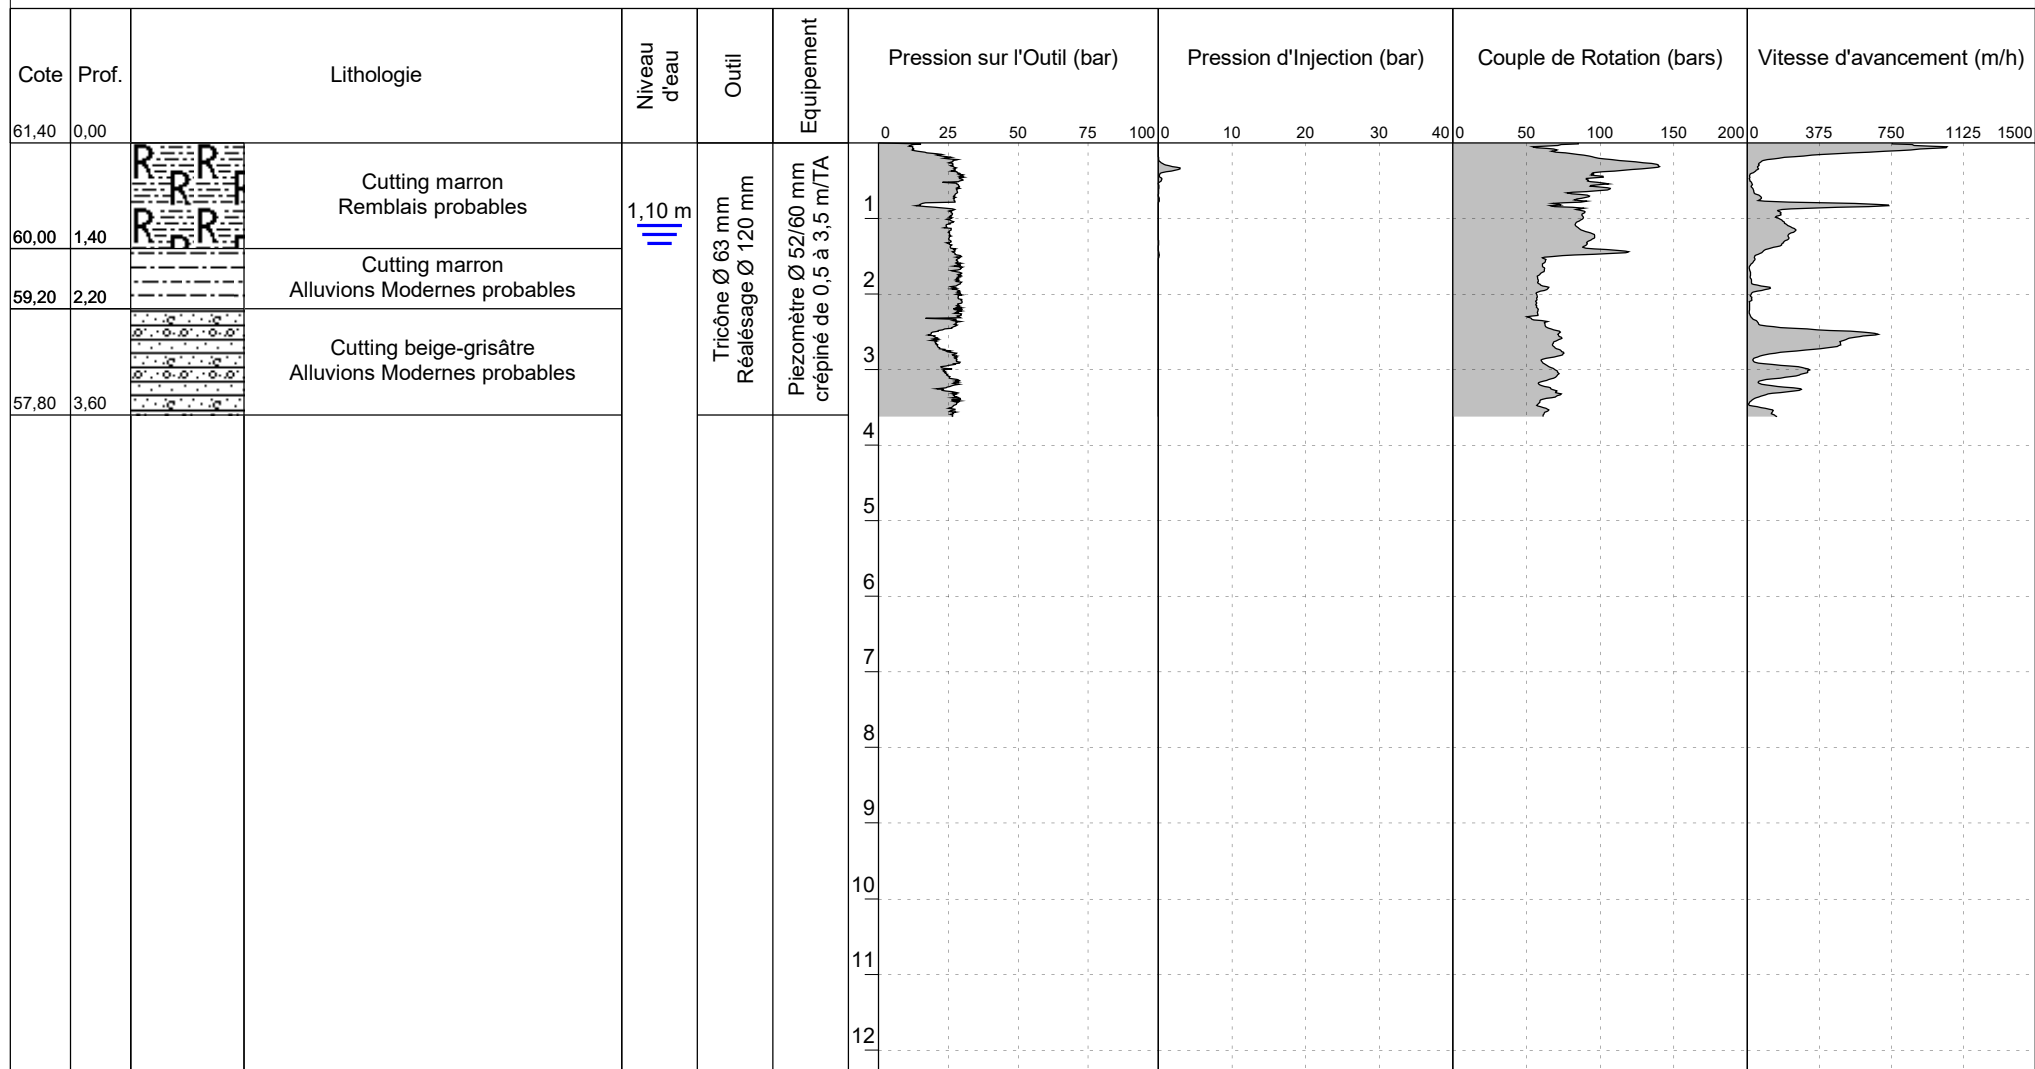 Cote
Prof.
Lithologie
Niveau
d'eau
Outil
Equipement
Pression sur l'Outil (bar)
Pression d'Injection (bar)
Couple de Rotation (bars)
Vitesse d'avancement (m/h)
61,40
0,00
0 25 50 75 100
0 10 20 30 40
0 50 100 150 200
0 375 750 1125 1500
R R
R R
R R
R R
Cutting marron
Remblais probables
60,00
1,40
Cutting marron
Alluvions Modernes probables
59,20
2,20
Cutting beige-grisâtre
Alluvions Modernes probables
57,80
3,60
1,10 m
Tricône Ø 63 mm
Réalésage Ø 120 mm
Piezomètre Ø 52/60 mm
crépiné de 0,5 à 3,5 m/TA
1
2
3
4
5
6
7
8
9
10
11
12